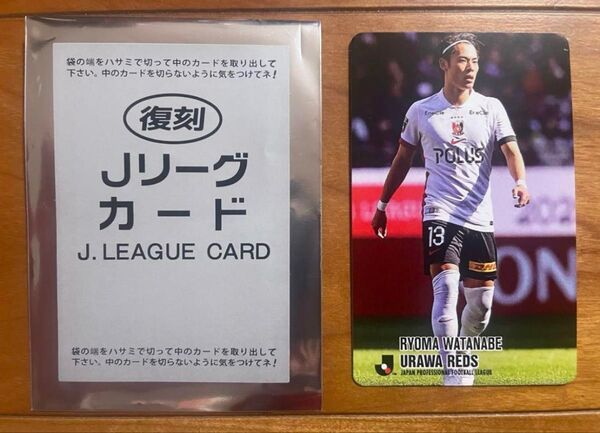 袋の端をハサミで切って中のカードを取り出して
下さい。中のカードを切らないように気をつけてネ!
復刻
Jリーグ
カード
J. LEAGUE CARD
袋の端をハサミで切って中のカードを取り出して
下さい。中のカードを切らないように気をつけてネ!
POLUS
13
DHL
RYOMA WATANABE
URAWA REDS
JAPAN PROFESSIONAL FOOTBALL LEAGUE